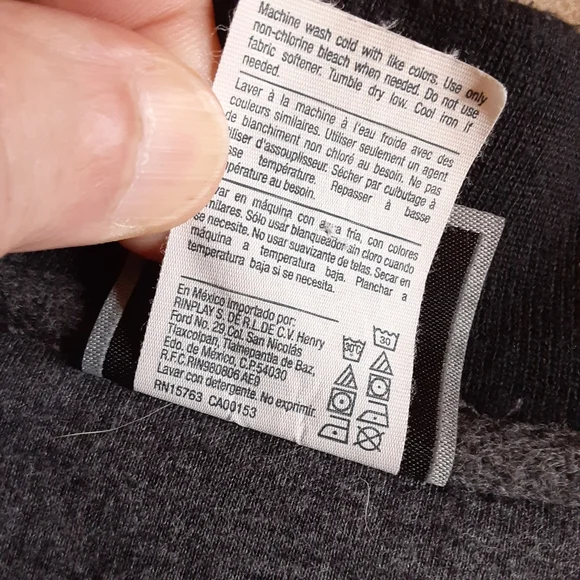 Machine wash cold with like colors. Use only
non-chlorine bleach when needed. Do not use
fabric softener. Tumble dry low. Cool iron if
needed.
Laver à la machine à l'eau froide avec des
couleurs similaires. Utiliser seulement un agent
de blanchiment non chloré au besoin. Ne pas
utiliser d'assouplisseur. Sécher par culbutage à
basse température. Repasser à basse
température au besoin.
Lavar en máquina con agua fría, con colores
similares. Sólo usar blanqueador sin cloro cuando
se necesite. No usar suavizante de telas. Secar en
máquina a temperatura baja. Planchar a
temperatura baja si se necesita.
En México importado por:
RINPLAY S. DE R.L. DE C.V. Henry
Ford No. 29, Col. San Nicolás
Tlaxcolpan, Tlalnepantla de Baz,
Edo. de México, C.P.54030
R.F.C. RIN980806 AE9
Lavar con detergente. No exprimir.
RN15763 CA00153
30